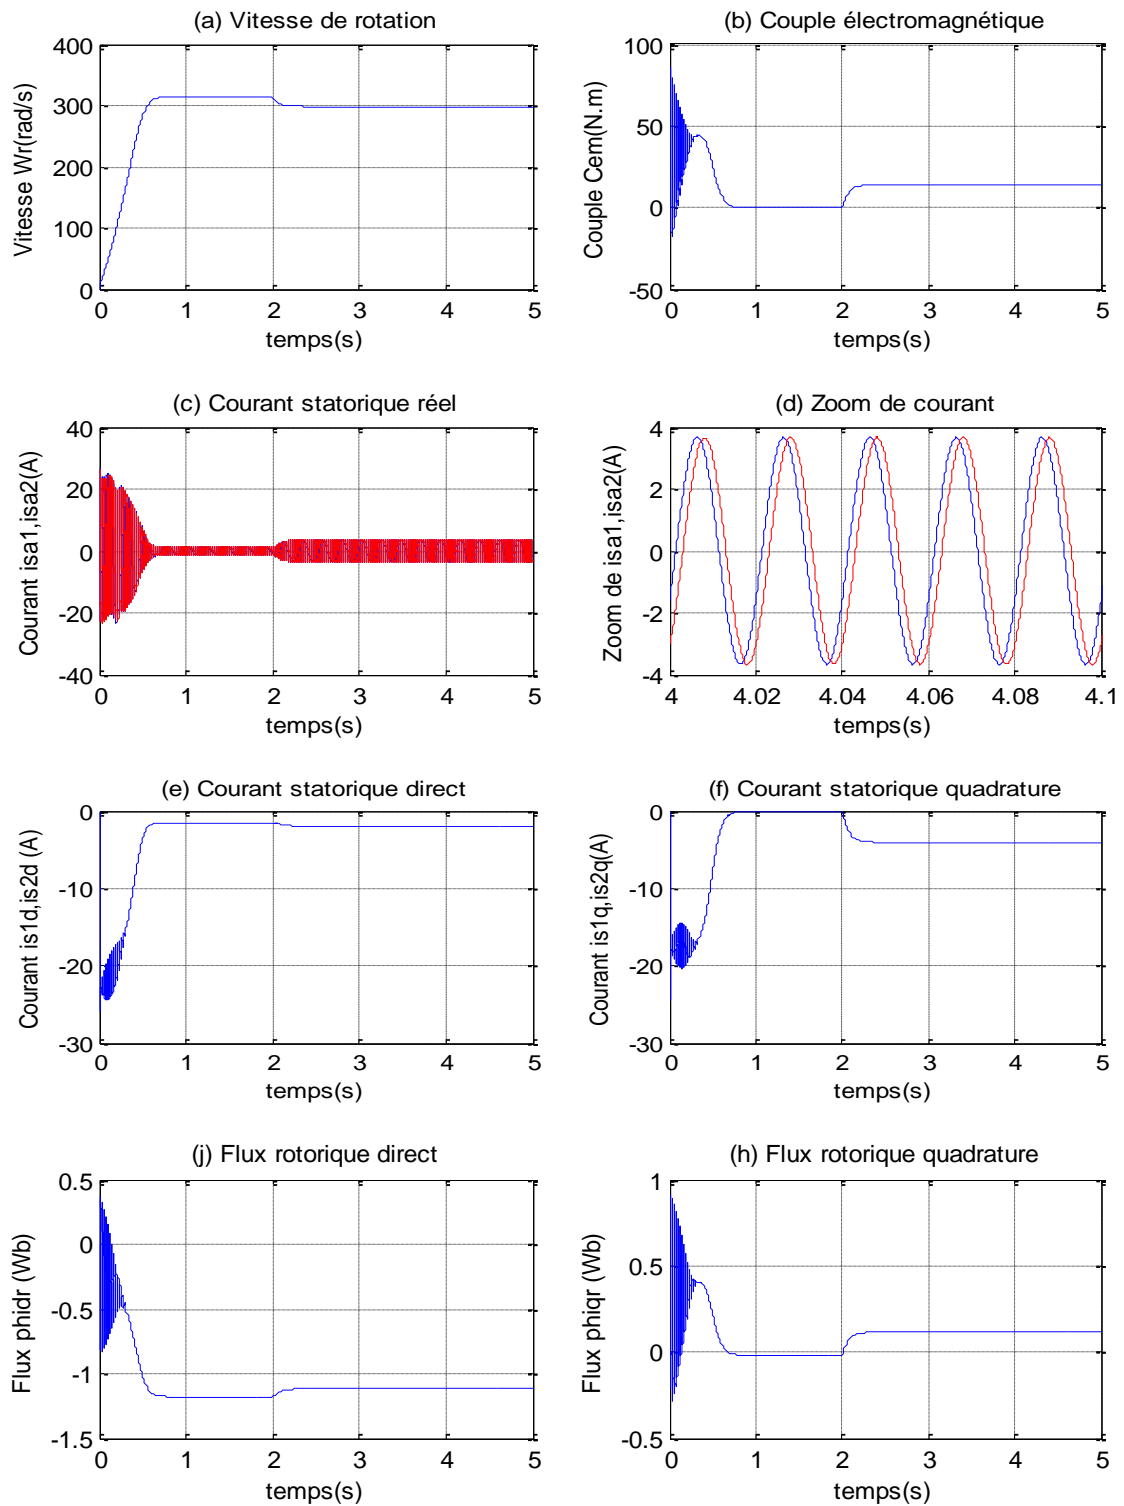 (a) Vitesse de rotation
Vitesse Wr(rad/s)
400
300
200
100
0
0 1 2 3 4 5
temps(s)
(b) Couple électromagnétique
Couple Cem(N.m)
100
50
0
-50
0 1 2 3 4 5
temps(s)
(c) Courant statorique réel
Courant isa1,isa2(A)
40
20
0
-20
-40
0 1 2 3 4 5
temps(s)
(d) Zoom de courant
Zoom de isa1,isa2(A)
4
2
0
-2
-4
4 4.02 4.04 4.06 4.08 4.1
temps(s)
(e) Courant statorique direct
Courant is1d,is2d (A)
0
-10
-20
-30
0 1 2 3 4 5
temps(s)
(f) Courant statorique quadrature
Courant is1q,is2q(A)
0
-10
-20
-30
0 1 2 3 4 5
temps(s)
(j) Flux rotorique direct
Flux phidr (Wb)
0.5
0
-0.5
-1
-1.5
0 1 2 3 4 5
temps(s)
(h) Flux rotorique quadrature
Flux phiqr (Wb)
1
0.5
0
-0.5
0 1 2 3 4 5
temps(s)